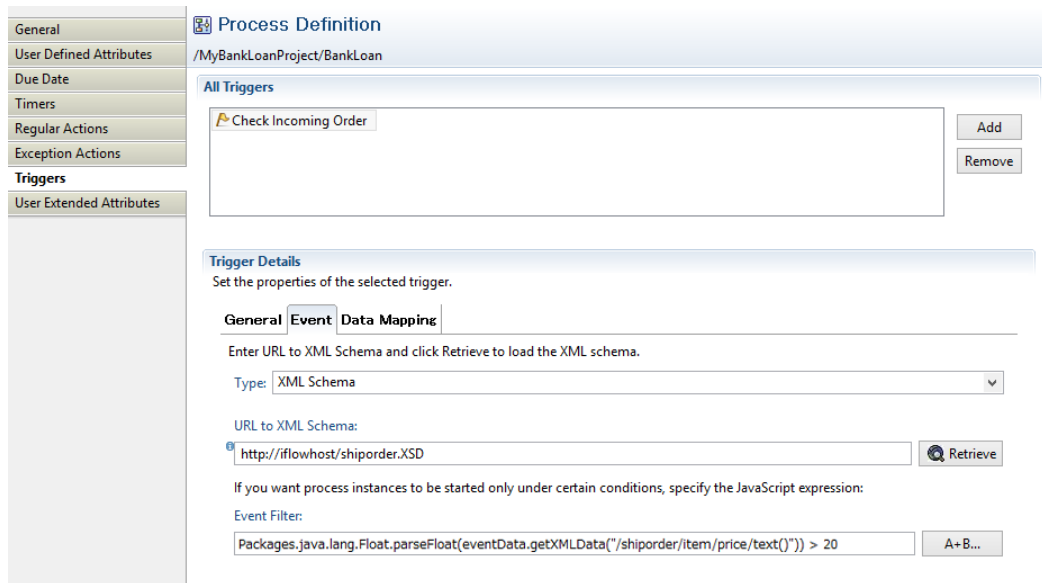 General
User Defined Attributes
Due Date
Timers
Regular Actions
Exception Actions
Triggers
User Extended Attributes
Process Definition
/MyBankLoanProject/BankLoan
All Triggers
Check Incoming Order
Add
Remove
Trigger Details
Set the properties of the selected trigger.
General Event Data Mapping
Enter URL to XML Schema and click Retrieve to load the XML schema.
Type: XML Schema
URL to XML Schema:
http://iflowhost/shiporder.XSD Retrieve
If you want process instances to be started only under certain conditions, specify the JavaScript expression:
Event Filter:
Packages.java.lang.Float.parseFloat(eventData.getXMLData("/shiporder/item/price/text()")) > 20 A+B...